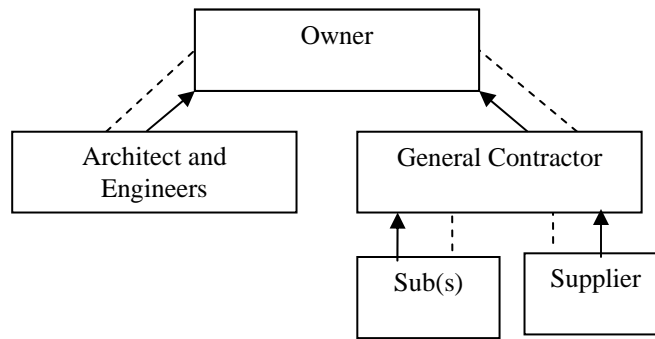 Owner
Architect and
Engineers
General Contractor
Sub(s)
Supplier